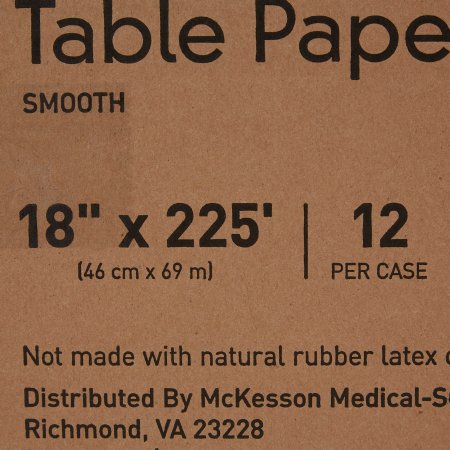 Table Pape
SMOOTH
18" x 225' | 12
(46 cm x 69 m) PER CASE
Not made with natural rubber latex
Distributed By McKesson Medical-S
Richmond, VA 23228